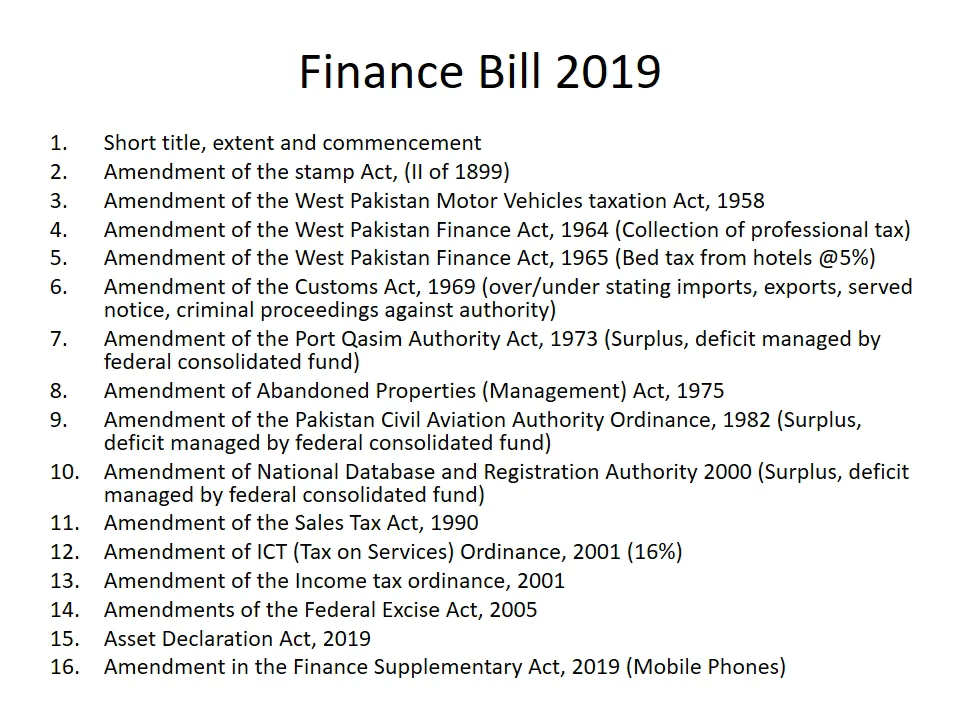 Finance Bill 2019
1. Short title, extent and commencement
2. Amendment of the stamp Act, (II of 1899)
3. Amendment of the West Pakistan Motor Vehicles taxation Act, 1958
4. Amendment of the West Pakistan Finance Act, 1964 (Collection of professional tax)
5. Amendment of the West Pakistan Finance Act, 1965 (Bed tax from hotels @5%)
6. Amendment of the Customs Act, 1969 (over/under stating imports, exports, served
notice, criminal proceedings against authority)
7. Amendment of the Port Qasim Authority Act, 1973 (Surplus, deficit managed by
federal consolidated fund)
8. Amendment of Abandoned Properties (Management) Act, 1975
9. Amendment of the Pakistan Civil Aviation Authority Ordinance, 1982 (Surplus,
deficit managed by federal consolidated fund)
10. Amendment of National Database and Registration Authority 2000 (Surplus, deficit
managed by federal consolidated fund)
11. Amendment of the Sales Tax Act, 1990
12. Amendment of ICT (Tax on Services) Ordinance, 2001 (16%)
13. Amendment of the Income tax ordinance, 2001
14. Amendments of the Federal Excise Act, 2005
15. Asset Declaration Act, 2019
16. Amendment in the Finance Supplementary Act, 2019 (Mobile Phones)